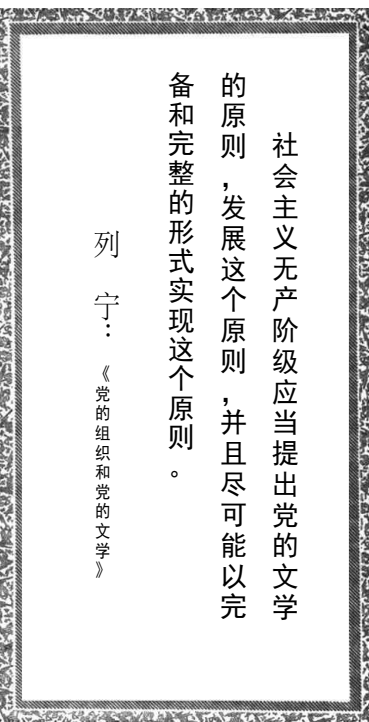 社会主义无产阶级应当提出党的文学
的原则，发展这个原则，并且尽可能以完
备和完整的形式实现这个原则。
列 宁：《党的组织和党的文学》